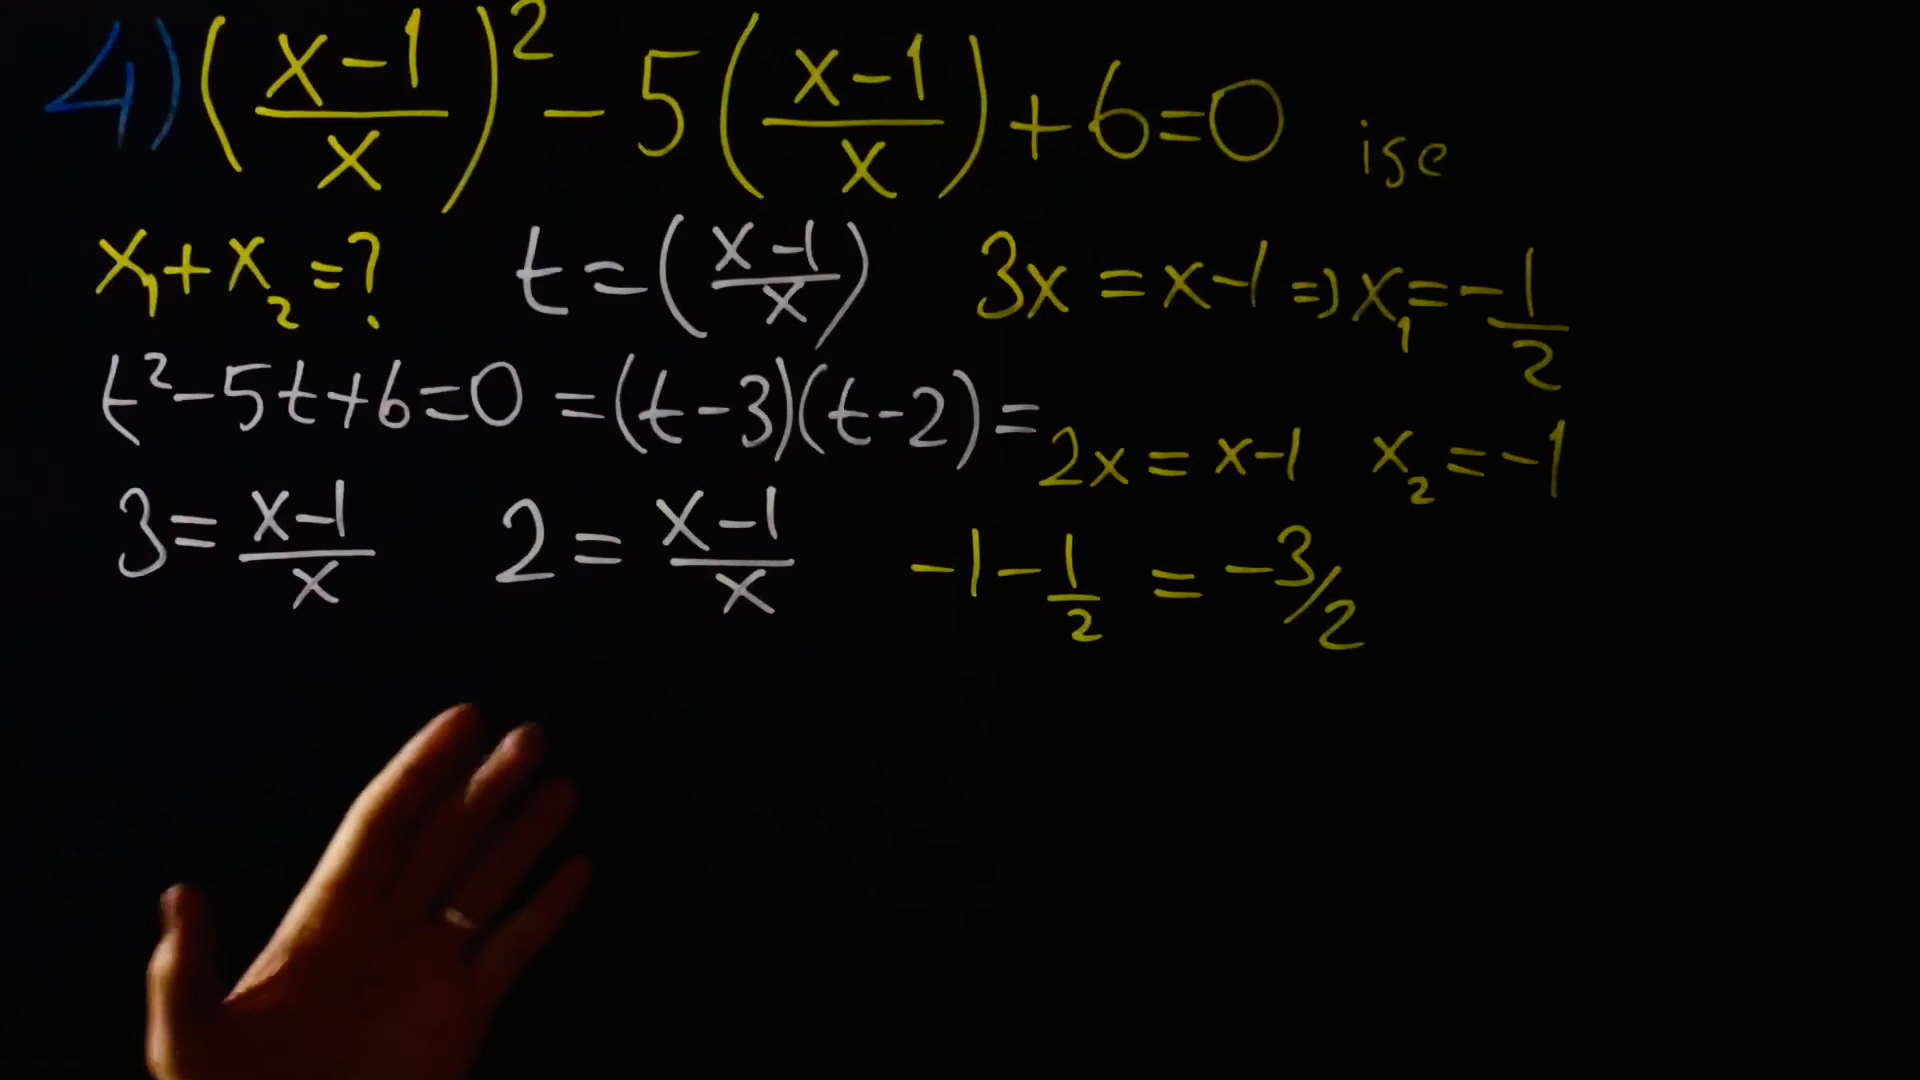 4) (x-1/x)² - 5(x-1/x) + 6 = 0 ise
x₁ + x₂ = ? t = (x-1/x) 3x = x-1 ⇒ x₁ = -1/2
t² - 5t + 6 = 0 = (t-3)(t-2) =
2x = x-1 x₂ = -1
3 = x-1/x 2 = x-1/x
-1 - 1/2 = -3/2